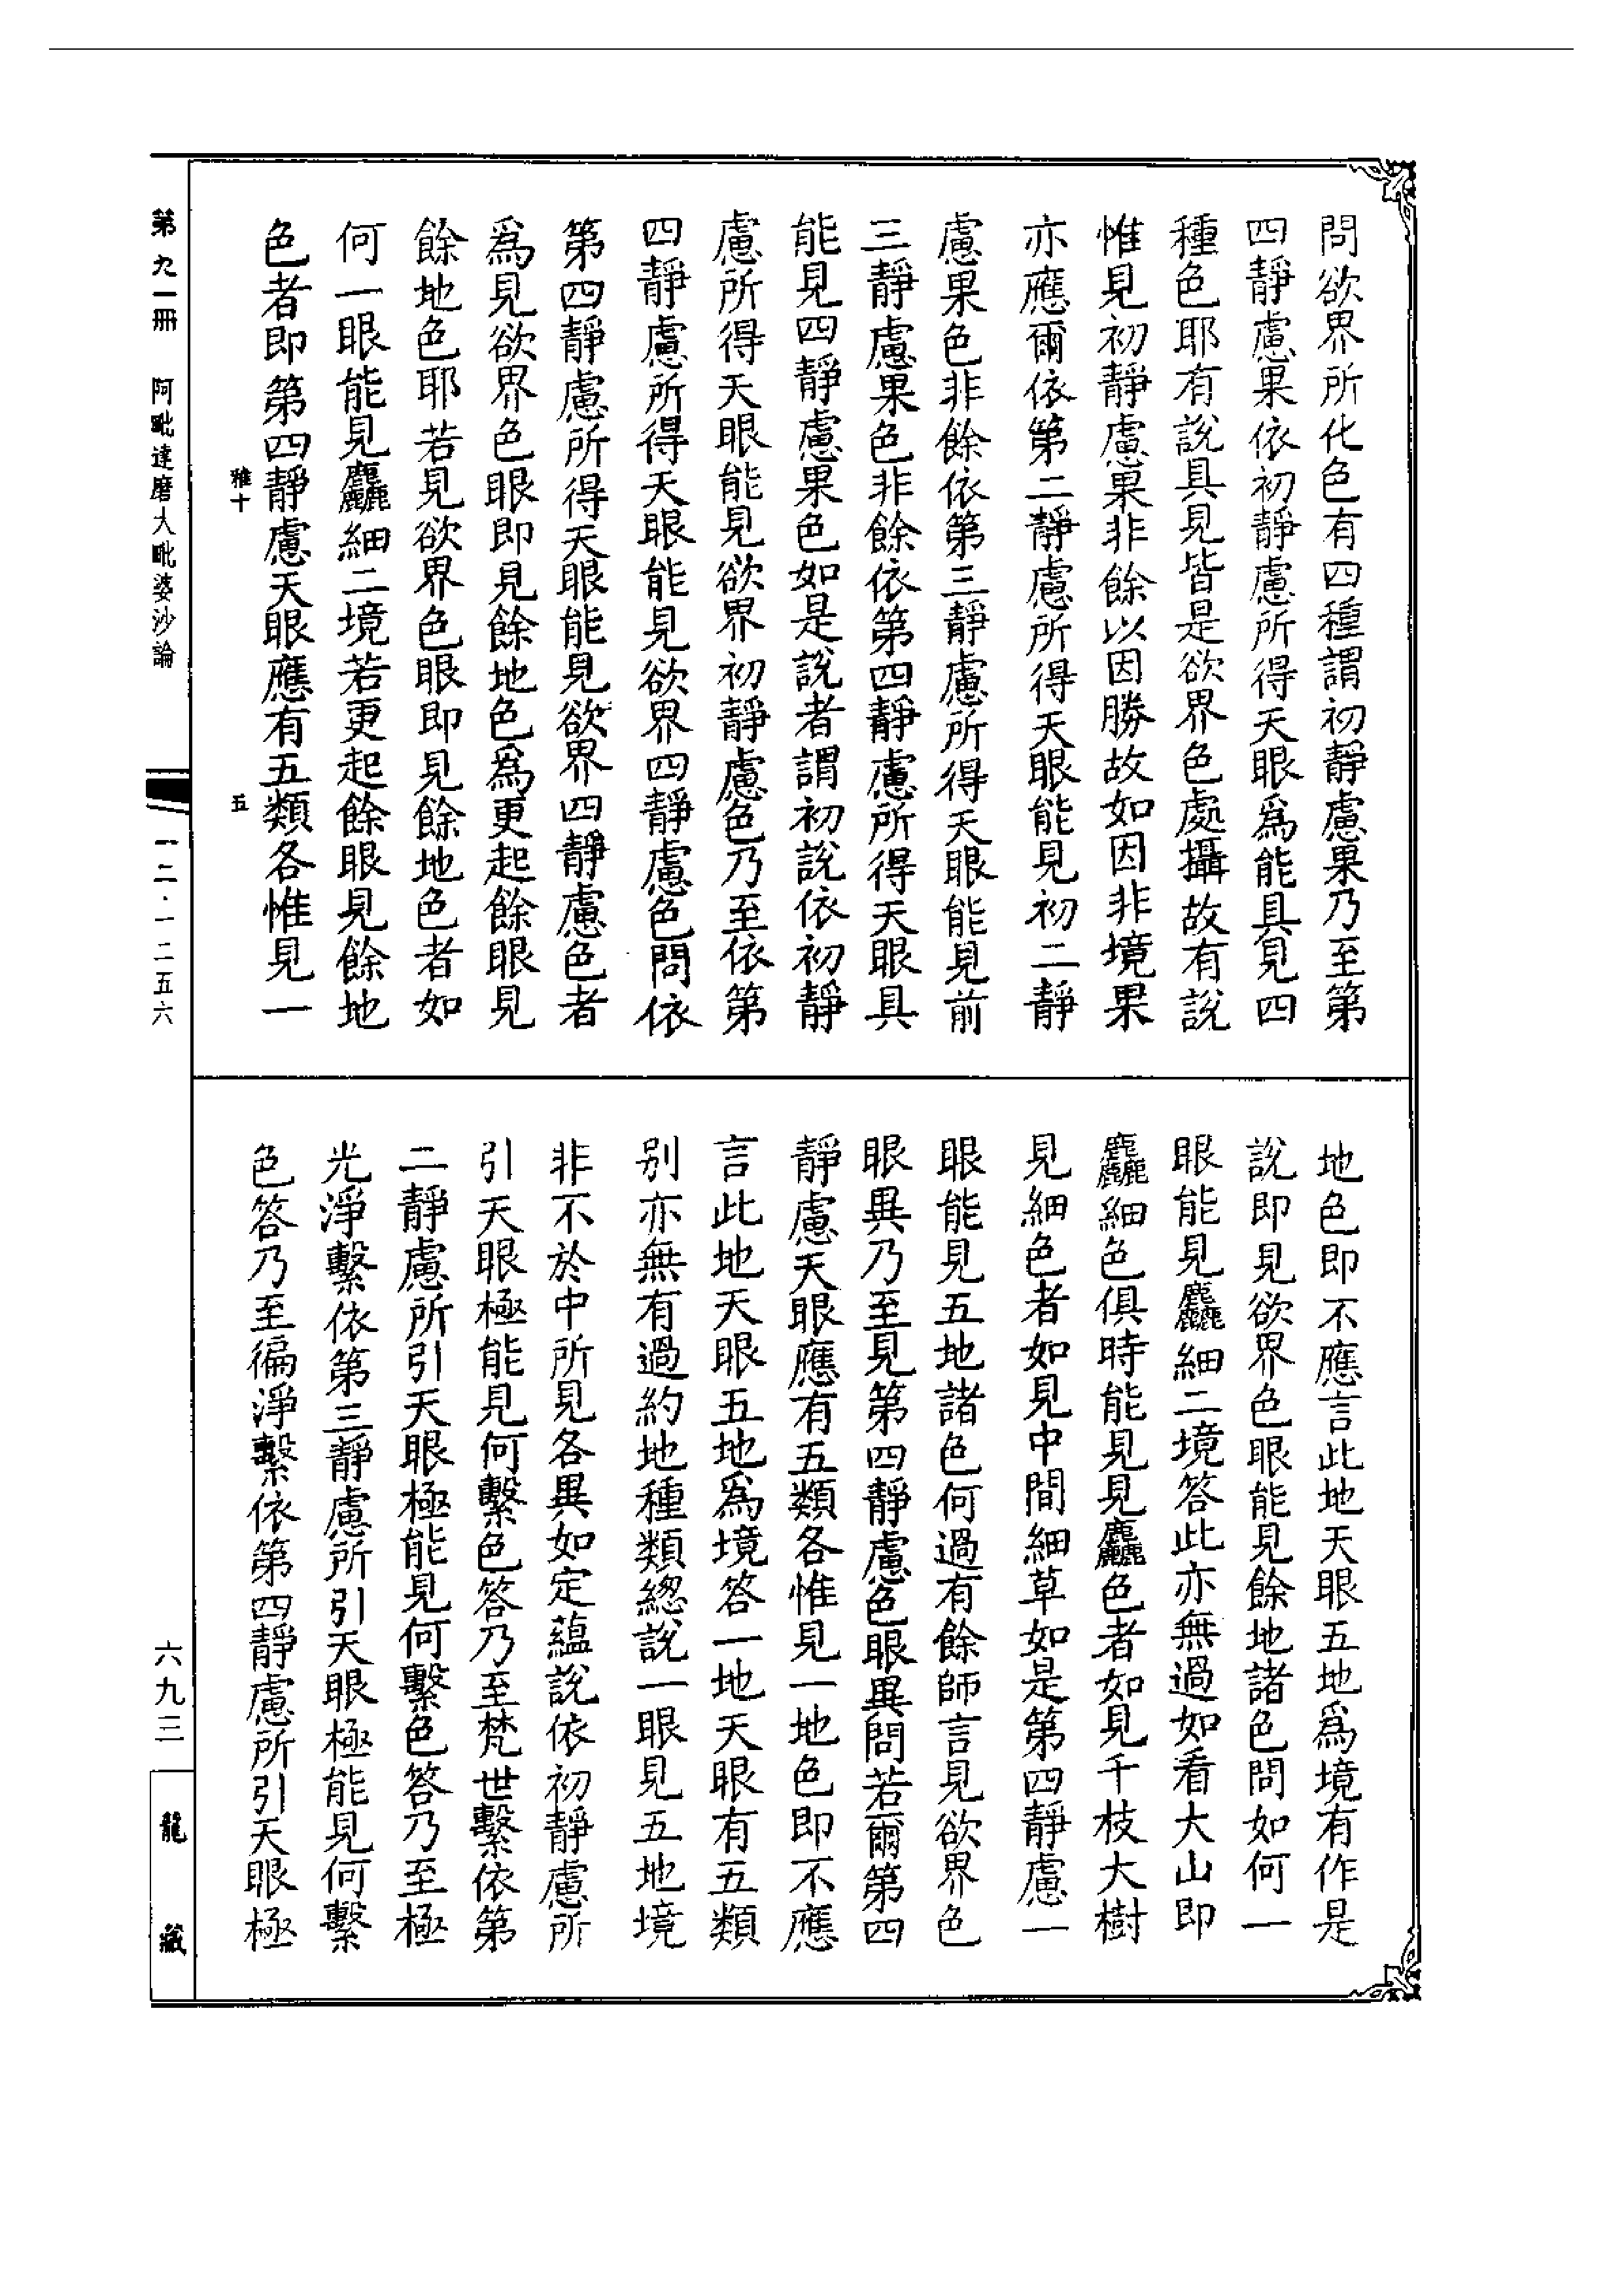 問欲界所化色有四種謂初靜慮果乃至第
四靜慮果依初靜慮所得天眼為能具見四
種色耶有說具見皆是欲界色處攝故有說
惟見初靜慮果非餘以因勝故如因非境果
亦應爾依第二靜慮所得天眼能見初二靜
慮果色非餘依第三靜慮所得天眼能見前
三靜慮果色非餘依第四靜慮所得天眼具
能見四靜慮果色如是說者謂初說依初靜
慮所得天眼能見欲界初靜慮色乃至依第
四靜慮所得天眼能見欲界四靜慮色問依
第四靜慮所得天眼能見欲界四靜慮色者
為見欲界色眼即見餘地色為更起餘眼見
餘地色耶若見欲界色眼即見餘地色者如
何一眼能見麤細二境若更起餘眼見餘地
色者即第四靜慮天眼應有五類各惟見一
雅十
五
地色即不應言此地天眼五地為境有作是
說即見欲界色眼能見餘地諸色問如何一
眼能見麤細二境答此亦無過如看大山即
麤細色俱時能見見麤色者如見千枝大樹
見細色者如見中間細草如是第四靜慮一
眼能見五地諸色何過有餘師言見欲界色
眼異乃至見第四靜慮色眼異問若爾第四
靜慮天眼應有五類各惟見一地色即不應
言此地天眼五地為境答一地天眼有五類
別亦無有過約地種類緫說一眼見五地境
非不於中所見各異如定蘊說依初靜慮所
引天眼極能見何繫色答乃至梵世繫依第
二靜慮所引天眼極能見何繫色答乃至極
光淨繫依第三靜慮所引天眼極能見何繫
色答乃至徧淨繫依第四靜慮所引天眼極
第九一冊 阿毗達磨大毗婆沙論
一二·一二五六
六九三
龍藏